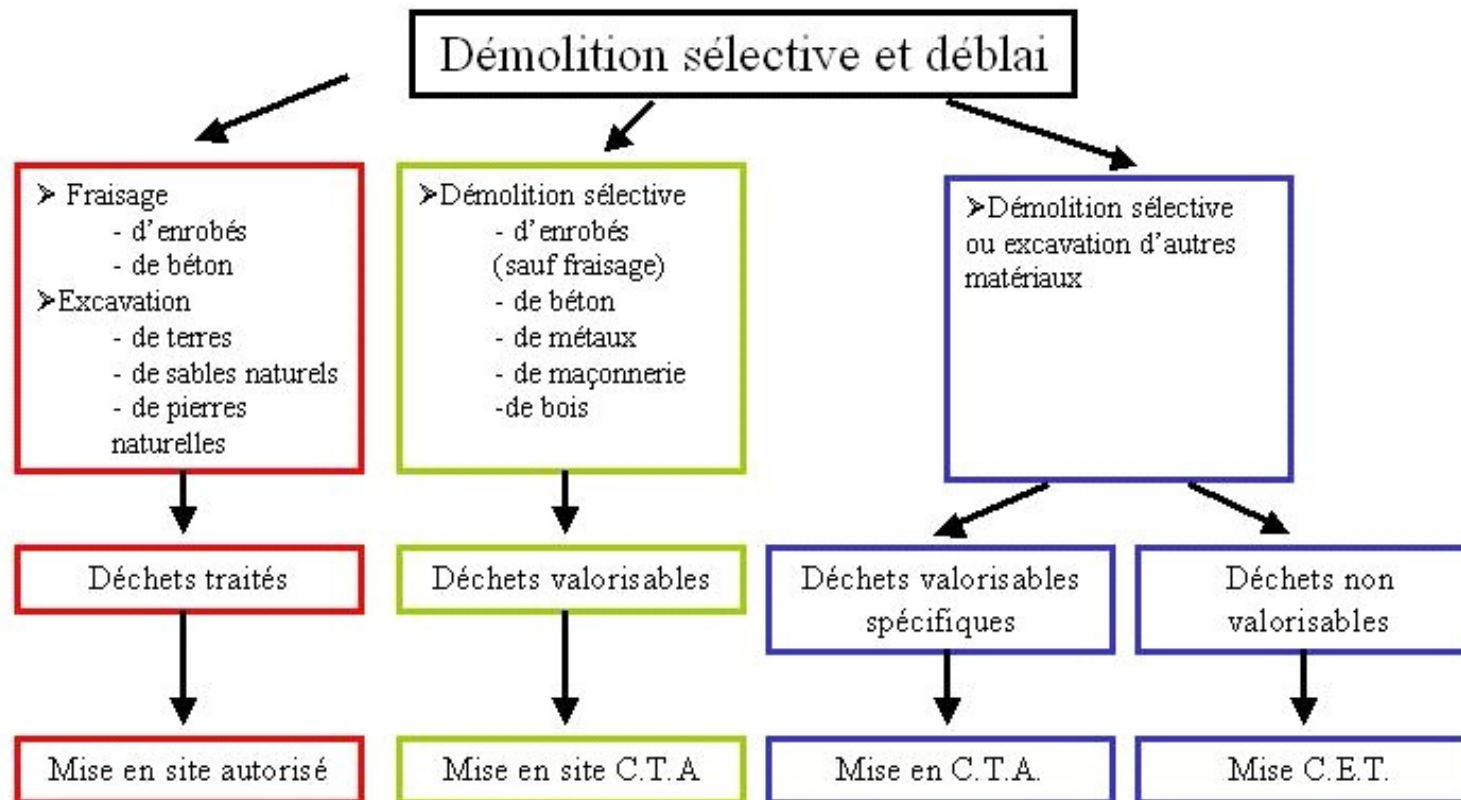 Démolition sélective et déblai
➢ Fraisage
- d'enrobés
- de béton
➢Excavation
- de terres
- de sables naturels
- de pierres
naturelles
➢Démolition sélective
- d'enrobés
(sauf fraisage)
- de béton
- de métaux
- de maçonnerie
-de bois
➢Démolition sélective
ou excavation d'autres
matériaux
Déchets traités
Déchets valorisables
Déchets valorisables
spécifiques
Déchets non
valorisables
Mise en site autorisé
Mise en site C.T.A
Mise en C.T.A.
Mise C.E.T.